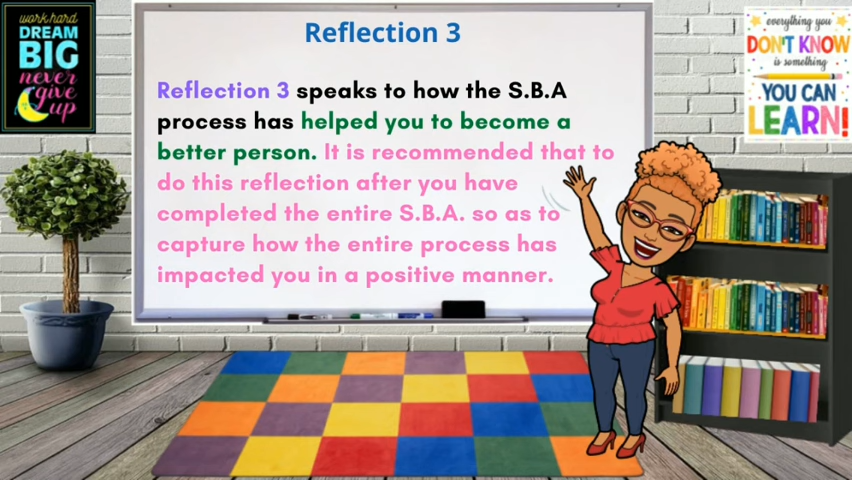 work hard
DREAM
BIG
never
give
up
Reflection 3
Reflection 3 speaks to how the S.B.A
process has helped you to become a
better person. It is recommended that to
do this reflection after you have
completed the entire S.B.A. so as to
capture how the entire process has
impacted you in a positive manner.
everything you
DON'T KNOW
is something
YOU CAN
LEARN!